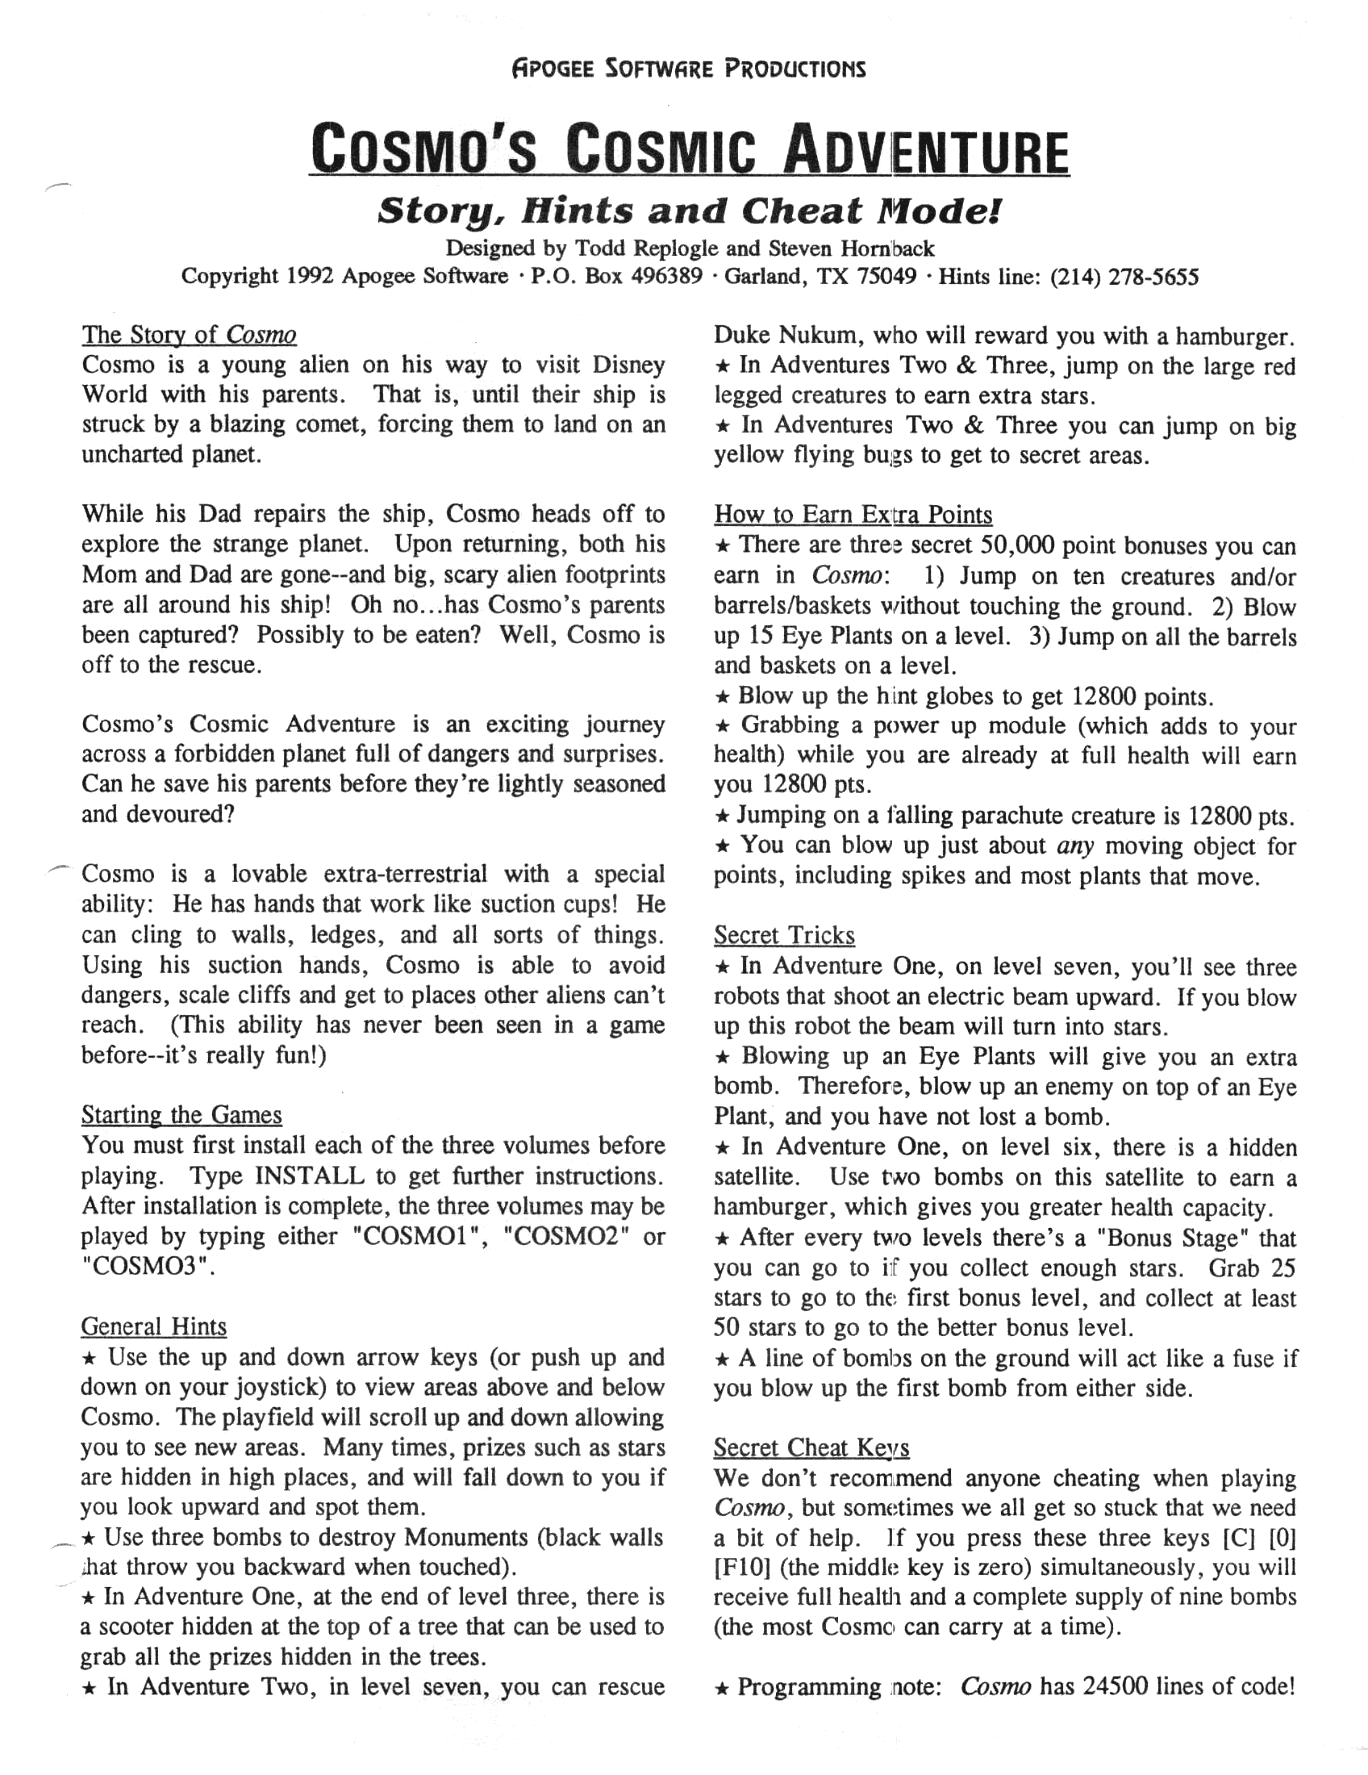 APOGEE SOFTWARE PRODUCTIONS
COSMO'S COSMIC ADVENTURE
Story, Hints and Cheat Mode!
Designed by Todd Replogle and Steven Hornback
Copyright 1992 Apogee Software · P.O. Box 496389 · Garland, TX 75049 · Hints line: (214) 278-5655
The Story of Cosmo
Cosmo is a young alien on his way to visit Disney
World with his parents. That is, until their ship is
struck by a blazing comet, forcing them to land on an
uncharted planet.
While his Dad repairs the ship, Cosmo heads off to
explore the strange planet. Upon returning, both his
Mom and Dad are gone--and big, scary alien footprints
are all around his ship! Oh no...has Cosmo's parents
been captured? Possibly to be eaten? Well, Cosmo is
off to the rescue.
Cosmo's Cosmic Adventure is an exciting journey
across a forbidden planet full of dangers and surprises.
Can he save his parents before they're lightly seasoned
and devoured?
Cosmo is a lovable extra-terrestrial with a special
ability: He has hands that work like suction cups! He
can cling to walls, ledges, and all sorts of things.
Using his suction hands, Cosmo is able to avoid
dangers, scale cliffs and get to places other aliens can't
reach. (This ability has never been seen in a game
before--it's really fun!)
Starting the Games
You must first install each of the three volumes before
playing. Type INSTALL to get further instructions.
After installation is complete, the three volumes may be
played by typing either "COSMO1", "COSMO2" or
"COSMO3".
General Hints
★ Use the up and down arrow keys (or push up and
down on your joystick) to view areas above and below
Cosmo. The playfield will scroll up and down allowing
you to see new areas. Many times, prizes such as stars
are hidden in high places, and will fall down to you if
you look upward and spot them.
★ Use three bombs to destroy Monuments (black walls
that throw you backward when touched).
★ In Adventure One, at the end of level three, there is
a scooter hidden at the top of a tree that can be used to
grab all the prizes hidden in the trees.
★ In Adventure Two, in level seven, you can rescue
Duke Nukum, who will reward you with a hamburger.
★ In Adventures Two & Three, jump on the large red
legged creatures to earn extra stars.
★ In Adventures Two & Three you can jump on big
yellow flying bugs to get to secret areas.
How to Earn Extra Points
★ There are three secret 50,000 point bonuses you can
earn in Cosmo: 1) Jump on ten creatures and/or
barrels/baskets without touching the ground. 2) Blow
up 15 Eye Plants on a level. 3) Jump on all the barrels
and baskets on a level.
★ Blow up the hint globes to get 12800 points.
★ Grabbing a power up module (which adds to your
health) while you are already at full health will earn
you 12800 pts.
★ Jumping on a falling parachute creature is 12800 pts.
★ You can blow up just about any moving object for
points, including spikes and most plants that move.
Secret Tricks
★ In Adventure One, on level seven, you'll see three
robots that shoot an electric beam upward. If you blow
up this robot the beam will turn into stars.
★ Blowing up an Eye Plants will give you an extra
bomb. Therefore, blow up an enemy on top of an Eye
Plant, and you have not lost a bomb.
★ In Adventure One, on level six, there is a hidden
satellite. Use two bombs on this satellite to earn a
hamburger, which gives you greater health capacity.
★ After every two levels there's a "Bonus Stage" that
you can go to if you collect enough stars. Grab 25
stars to go to the first bonus level, and collect at least
50 stars to go to the better bonus level.
★ A line of bombs on the ground will act like a fuse if
you blow up the first bomb from either side.
Secret Cheat Keys
We don't recommend anyone cheating when playing
Cosmo, but sometimes we all get so stuck that we need
a bit of help. If you press these three keys [C] [0]
[F10] (the middle key is zero) simultaneously, you will
receive full health and a complete supply of nine bombs
(the most Cosmo can carry at a time).
★ Programming note: Cosmo has 24500 lines of code!